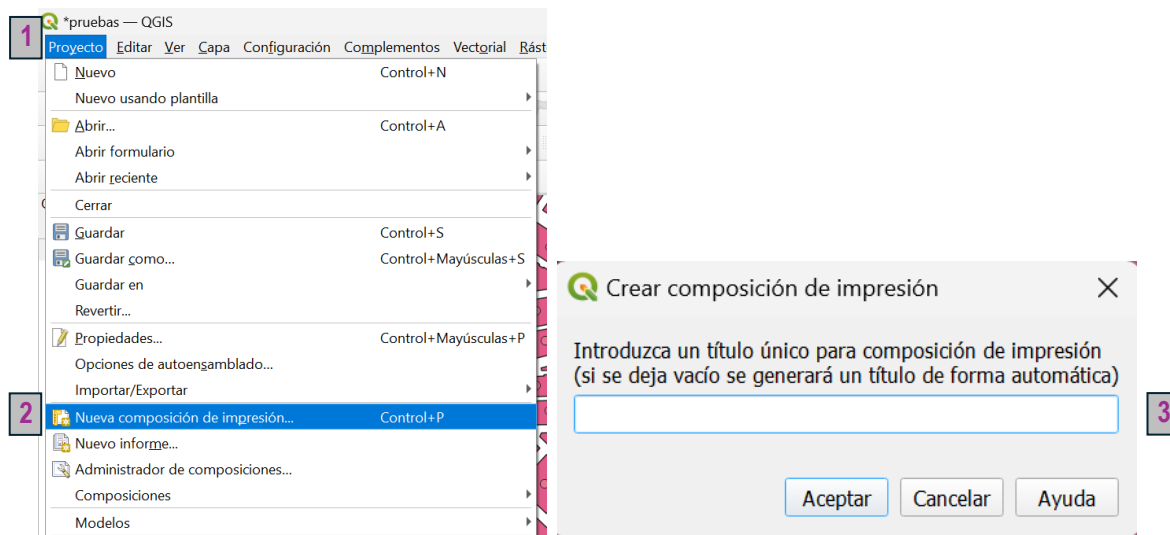 *pruebas — QGIS
1
Proyecto Editar Ver Capa Configuración Complementos Vectorial Rást
Nuevo Control+N
Nuevo usando plantilla
Abrir... Control+A
Abrir formulario
Abrir reciente
Cerrar
Guardar Control+S
Guardar como... Control+Mayúsculas+S
Guardar en
Revertir...
Propiedades... Control+Mayúsculas+P
Opciones de autoensamblado...
Importar/Exportar
2
Nueva composición de impresión... Control+P
Nuevo informe...
Administrador de composiciones...
Composiciones
Modelos
Crear composición de impresión
Introduzca un título único para composición de impresión
(si se deja vacío se generará un título de forma automática)
3
Aceptar Cancelar Ayuda